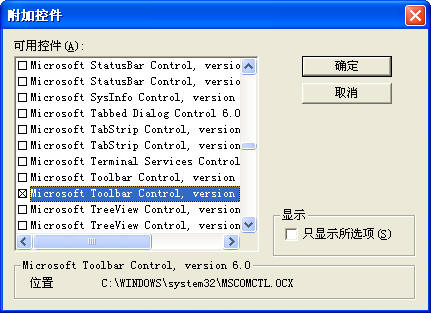 附加控件
可用控件(A):
Microsoft StatusBar Control, version
Microsoft StatusBar Control, version
Microsoft SysInfo Control, version
Microsoft Tabbed Dialog Control 6.0
Microsoft TabStrip Control, version
Microsoft TabStrip Control, version
Microsoft Terminal Services Control
Microsoft Toolbar Control, version
Microsoft Toolbar Control, version
Microsoft TreeView Control, version
Microsoft TreeView Control, version
确定
取消
显示
只显示所选项(S)
Microsoft Toolbar Control, version 6.0
位置 C:\WINDOWS\system32\MSCOMCTL.OCX